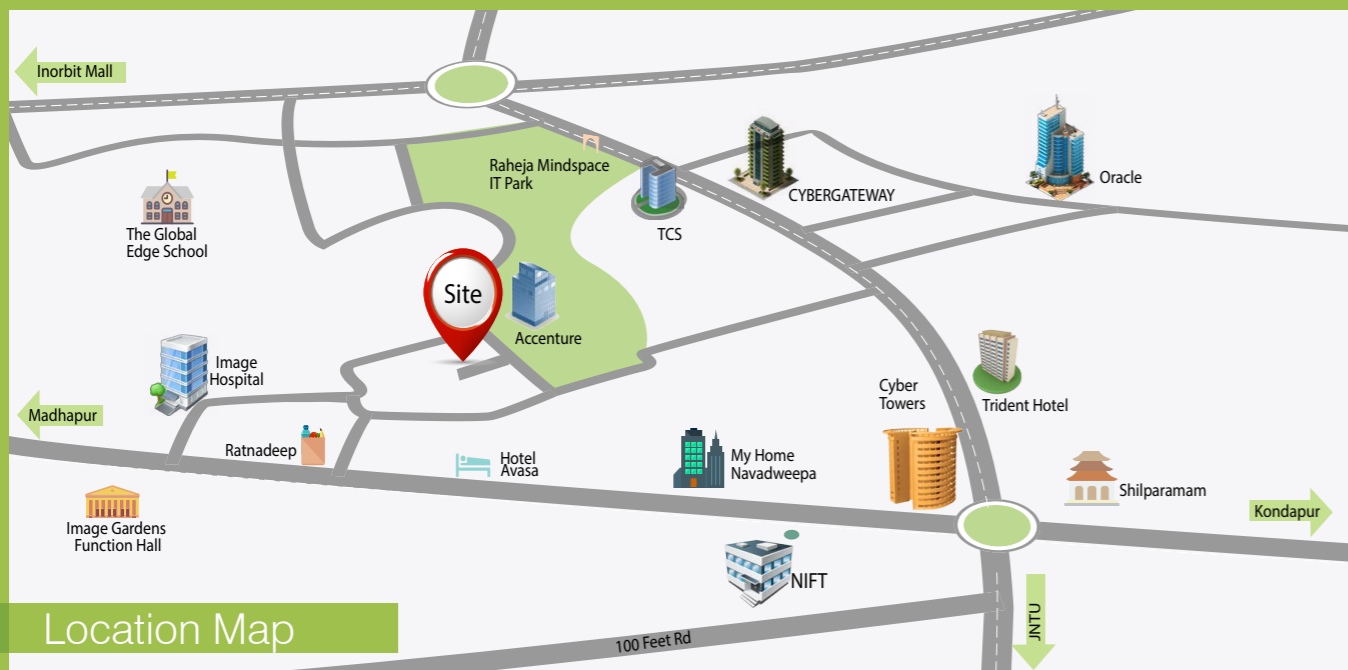 Inorbit Mall
Raheja Mindspace
IT Park
TCS
CYBERGATEWAY
Oracle
The Global
Edge School
Site
Accenture
Image
Hospital
Madhapur
Ratnadeep
Hotel
Avasa
My Home
Navadweepa
Cyber
Towers
Trident Hotel
Shilparamam
Kondapur
Image Gardens
Function Hall
NIFT
JNTU
100 Feet Rd
Location Map